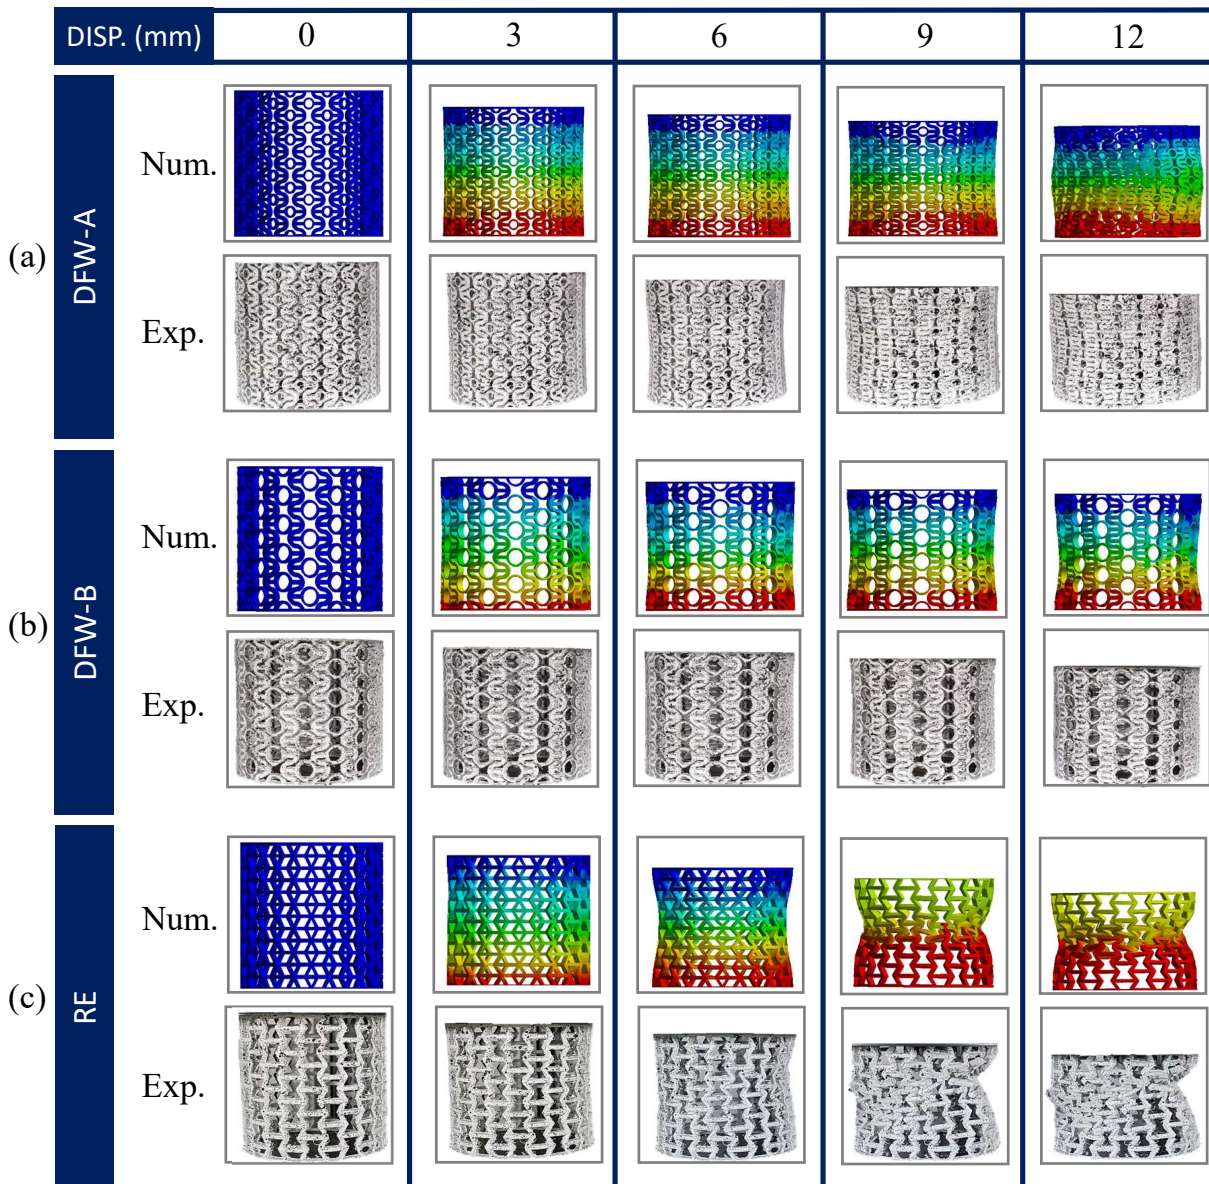 DISP. (mm) 0 3 6 9 12
(a)
DFW-A
Num.
Exp.
(b)
DFW-B
Num.
Exp.
(c)
RE
Num.
Exp.